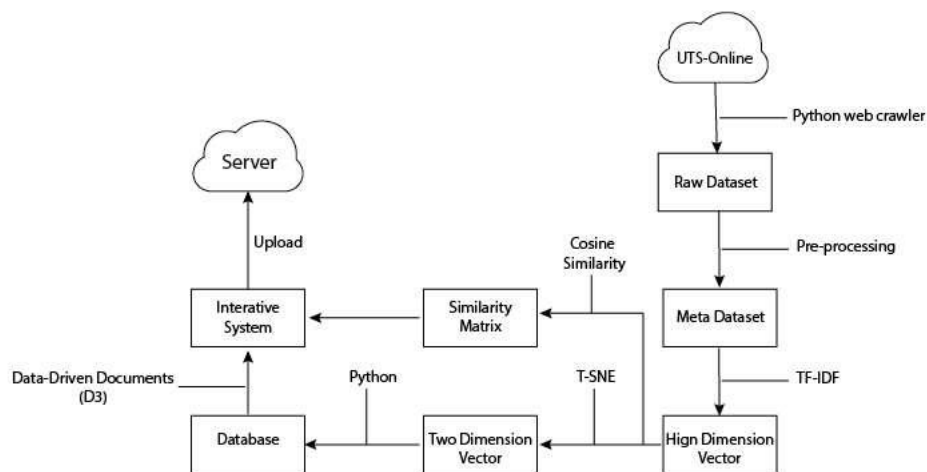 UTS-Online
Python web crawler
Server
Raw Dataset
Upload
Cosine
Similarity
Pre-processing
Interative
System
Similarity
Matrix
Meta Dataset
Data-Driven Documents
(D3)
Python
T-SNE
TF-IDF
Database
Two Dimension
Vector
Hign Dimension
Vector